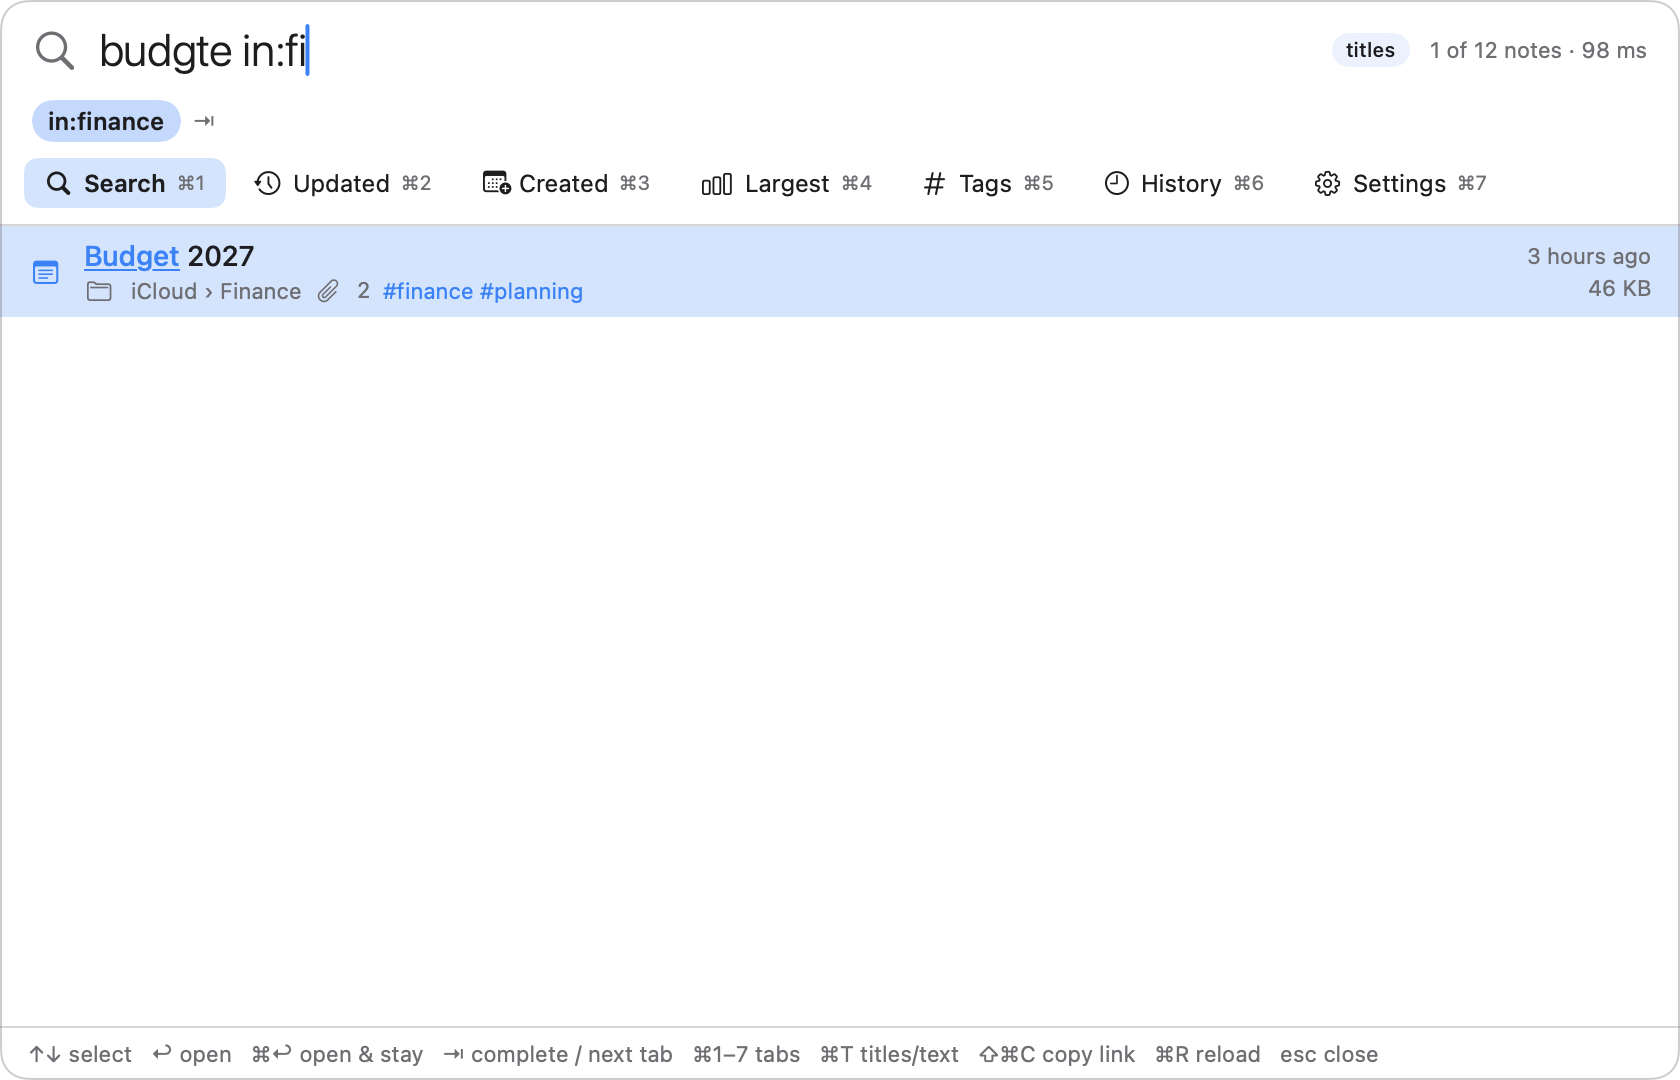 budgte in:fi
titles 1 of 12 notes · 98 ms
in:finance ⇥
Search ⌘1 Updated ⌘2 Created ⌘3 Largest ⌘4 # Tags ⌘5 History ⌘6 Settings ⌘7
Budget 2027 3 hours ago
iCloud › Finance 2 #finance #planning 46 KB
↑↓ select ↩ open ⌘↩ open & stay ⇥ complete / next tab ⌘1–7 tabs ⌘T titles/text ⇧⌘C copy link ⌘R reload esc close